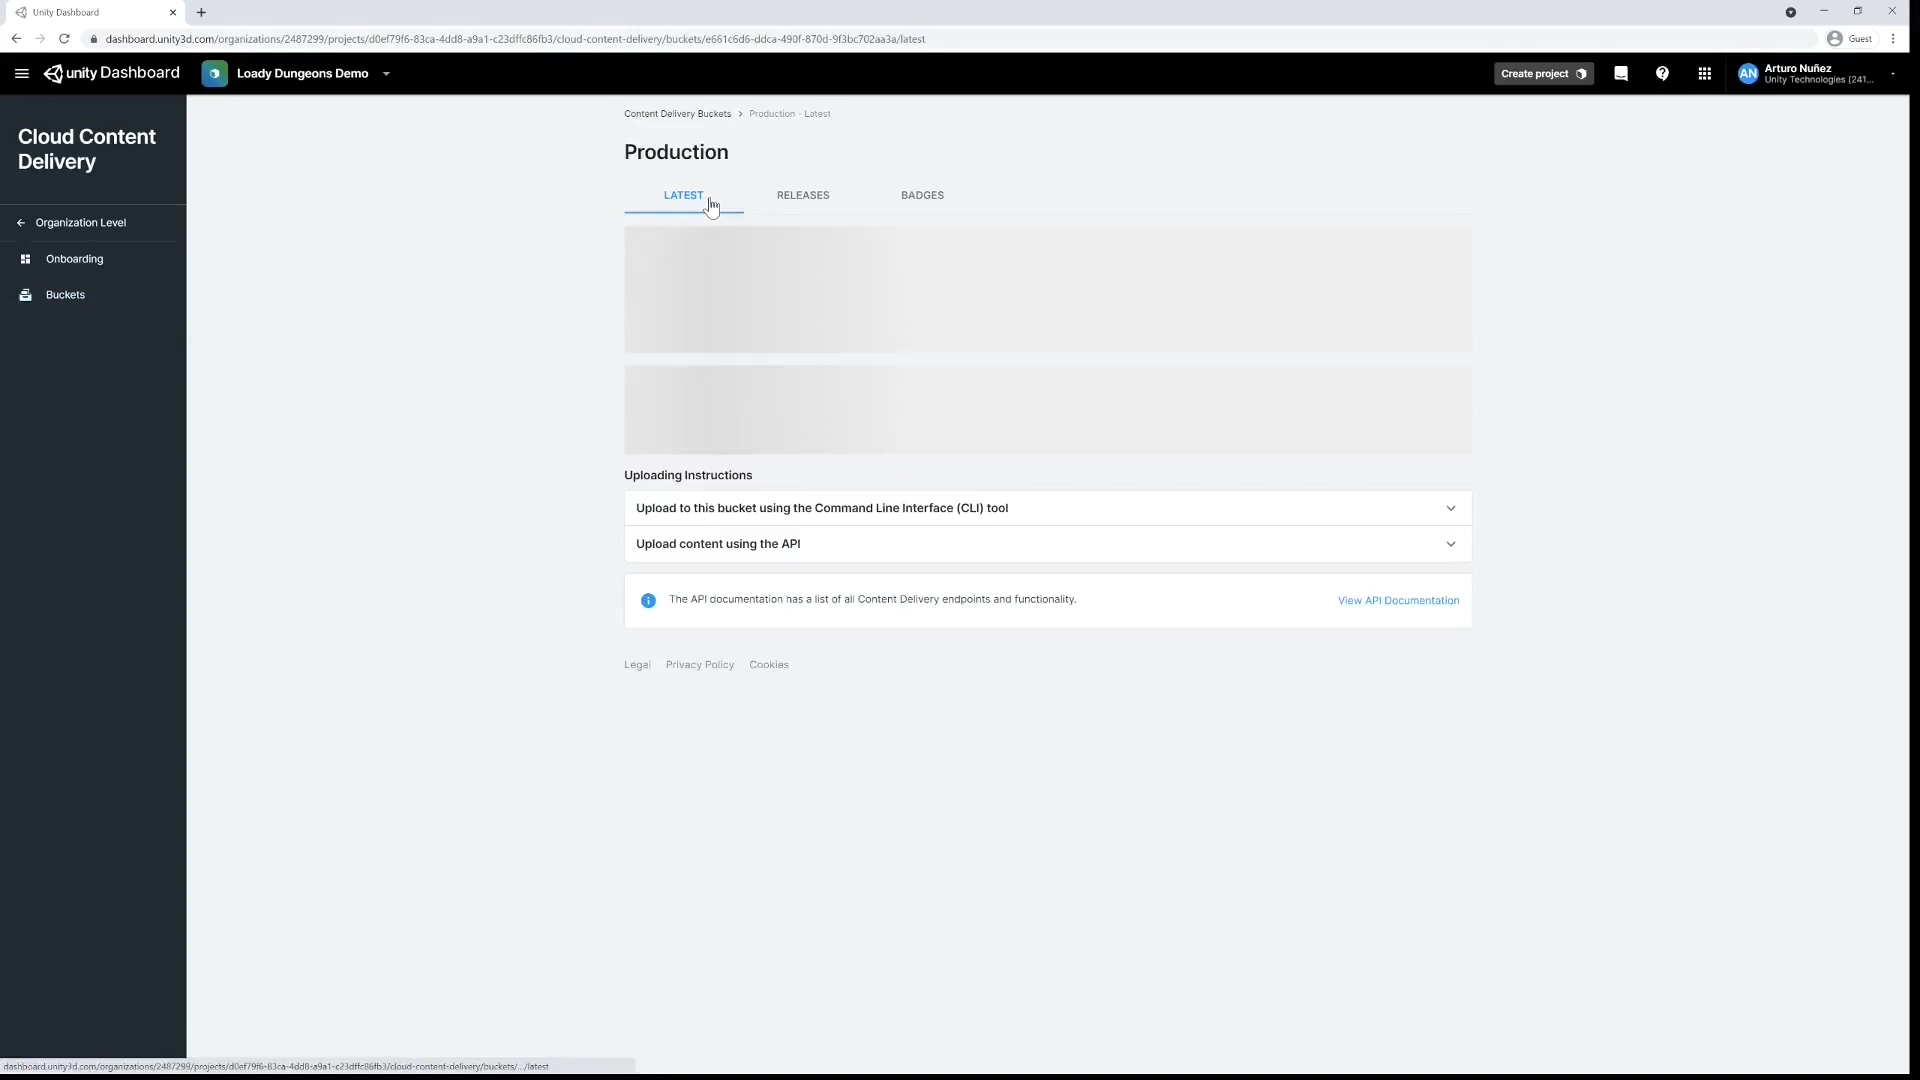 Unity Dashboard
dashboard.unity3d.com/organizations/2487299/projects/d0ef79f6-83ca-4dd8-a9a1-c23dffc86fb3/cloud-content-delivery/buckets/e661c6d6-ddca-490f-870d-9f3bc702aa3a/latest
Guest
unity Dashboard
Loady Dungeons Demo
Create project
AN
Arturo Nuñez
Unity Technologies (241...
Cloud Content
Delivery
Organization Level
Onboarding
Buckets
Content Delivery Buckets > Production - Latest
Production
LATEST
RELEASES
BADGES
Uploading Instructions
Upload to this bucket using the Command Line Interface (CLI) tool
Upload content using the API
The API documentation has a list of all Content Delivery endpoints and functionality.
View API Documentation
Legal
Privacy Policy
Cookies
dashboard.unity3d.com/organizations/2487299/projects/d0ef79f6-83ca-4dd8-a9a1-c23dffc86fb3/cloud-content-delivery/buckets/.../latest